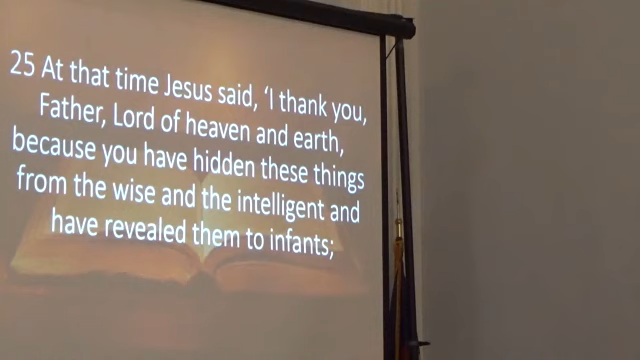 25 At that time Jesus said, ‘I thank you,
Father, Lord of heaven and earth,
because you have hidden these things
from the wise and the intelligent and
have revealed them to infants;